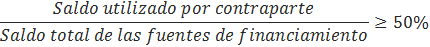 Saldo utilizado por contraparte
≥ 50%
Saldo total de las fuentes de financiamiento